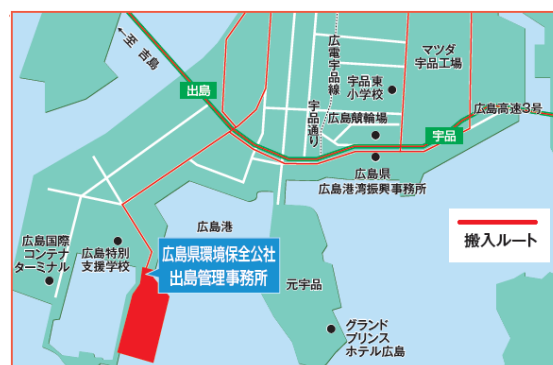 ←至 吉島
出島
広電宇品線
宇品通り
マツダ
宇品工場
宇品東
小学校
広島競輪場
広島高速3号
宇品
広島県
広島港湾振興事務所
広島港
搬入ルート
広島国際
コンテナ
ターミナル
広島特別
支援学校
広島県環境保全公社
出島管理事務所
元宇品
グランド
プリンス
ホテル広島